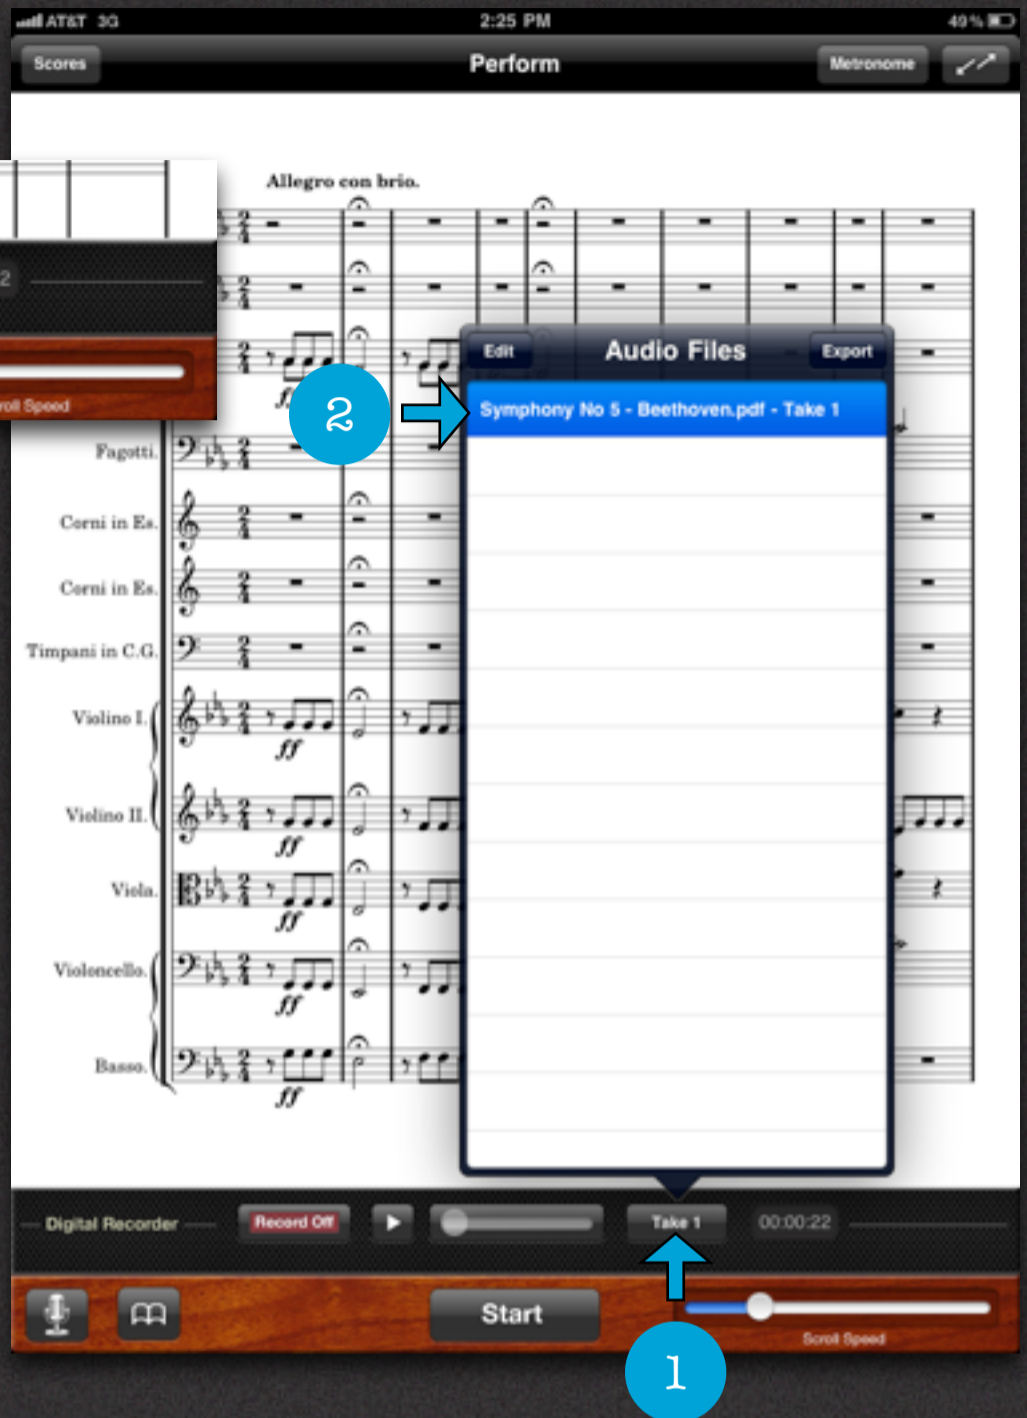 AT&T 3G 2:25 PM 49%
Scores Perform Metronome
Allegro con brio.
2
roll Speed
Edit Audio Files Export
2 Symphony No 5 - Beethoven.pdf - Take 1
Fagotti.
Corni in Es.
Corni in Es.
Timpani in C.G.
Violino I.
ff
Violino II.
ff
Viola.
ff
Violoncello.
ff
Basso.
ff
Digital Recorder Record Off Take 1 00:00:22
Start
Scroll Speed
1